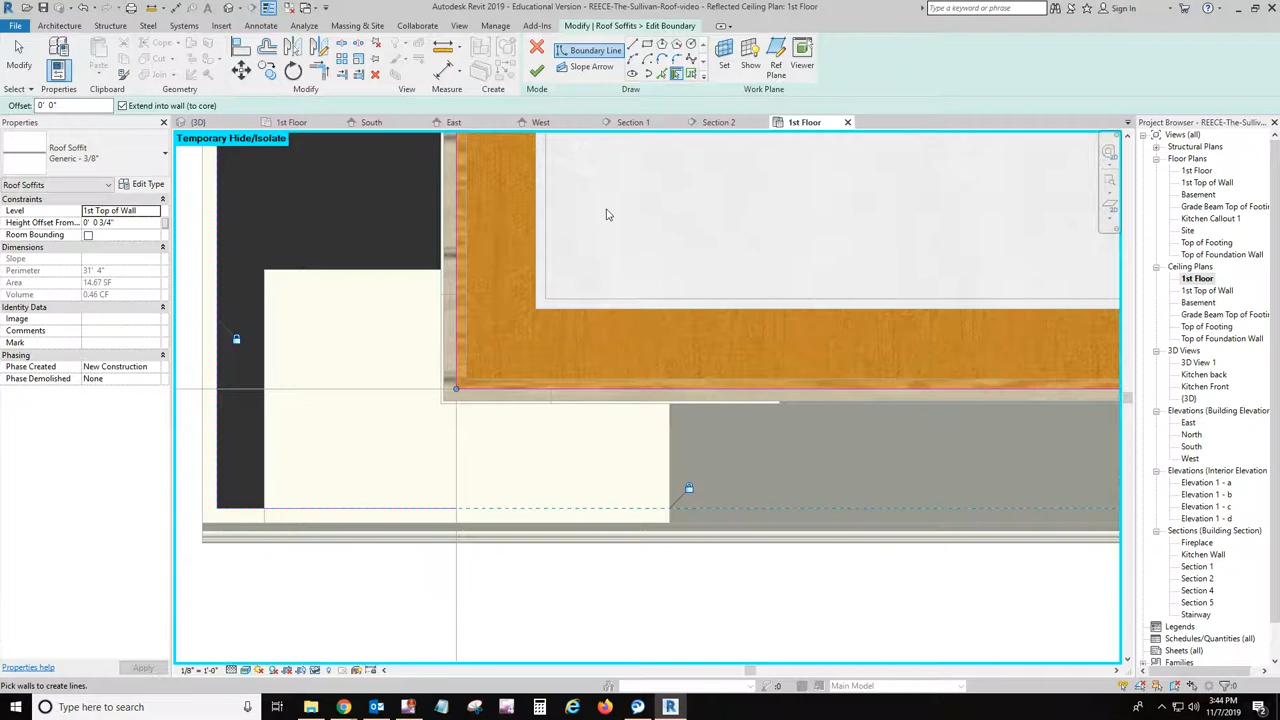 Autodesk Revit 2019 - Educational Version - REECE-The-Sullivan-Roof-video - Reflected Ceiling Plan: 1st Floor
Type a keyword or phrase
Sign In
File Architecture Structure Steel Systems Insert Annotate Analyze Massing & Site Collaborate View Manage Add-Ins Modify | Roof Soffits > Edit Boundary
Modify
Paste
Cope
Cut
Join
Boundary Line
Slope Arrow
Set Show Ref Plane Viewer
Select Properties Clipboard Geometry Modify View Measure Create Mode Draw Work Plane
Offset: 0' 0" Extend into wall (to core)
Properties
{3D} 1st Floor South East West Section 1 Section 2 1st Floor
Project Browser - REECE-The-Sullivan-Ro...
Temporary Hide/Isolate
Roof Soffit
Generic - 3/8"
Roof Soffits
Edit Type
Constraints
Level 1st Top of Wall
Height Offset From... 0' 0 3/4"
Room Bounding
Dimensions
Slope
Perimeter 31' 4"
Area 14.67 SF
Volume 0.46 CF
Identity Data
Image
Comments
Mark
Phasing
Phase Created New Construction
Phase Demolished None
Properties help
Apply
Views (all)
Structural Plans
Floor Plans
1st Floor
1st Top of Wall
Basement
Grade Beam Top of Footing
Kitchen Callout 1
Site
Top of Footing
Top of Foundation Wall
Ceiling Plans
1st Floor
1st Top of Wall
Basement
Grade Beam Top of Footing
Top of Footing
Top of Foundation Wall
3D Views
3D View 1
Kitchen back
Kitchen Front
{3D}
Elevations (Building Elevation
East
North
South
West
Elevations (Interior Elevation
Elevation 1 - a
Elevation 1 - b
Elevation 1 - c
Elevation 1 - d
Sections (Building Section)
Fireplace
Kitchen Wall
Section 1
Section 2
Section 4
Section 5
Stairway
Legends
Schedules/Quantities (all)
Sheets (all)
Families
1/8" = 1'-0"
Pick walls to create lines.
:0
Main Model
:0
Type here to search
3:44 PM
11/7/2019